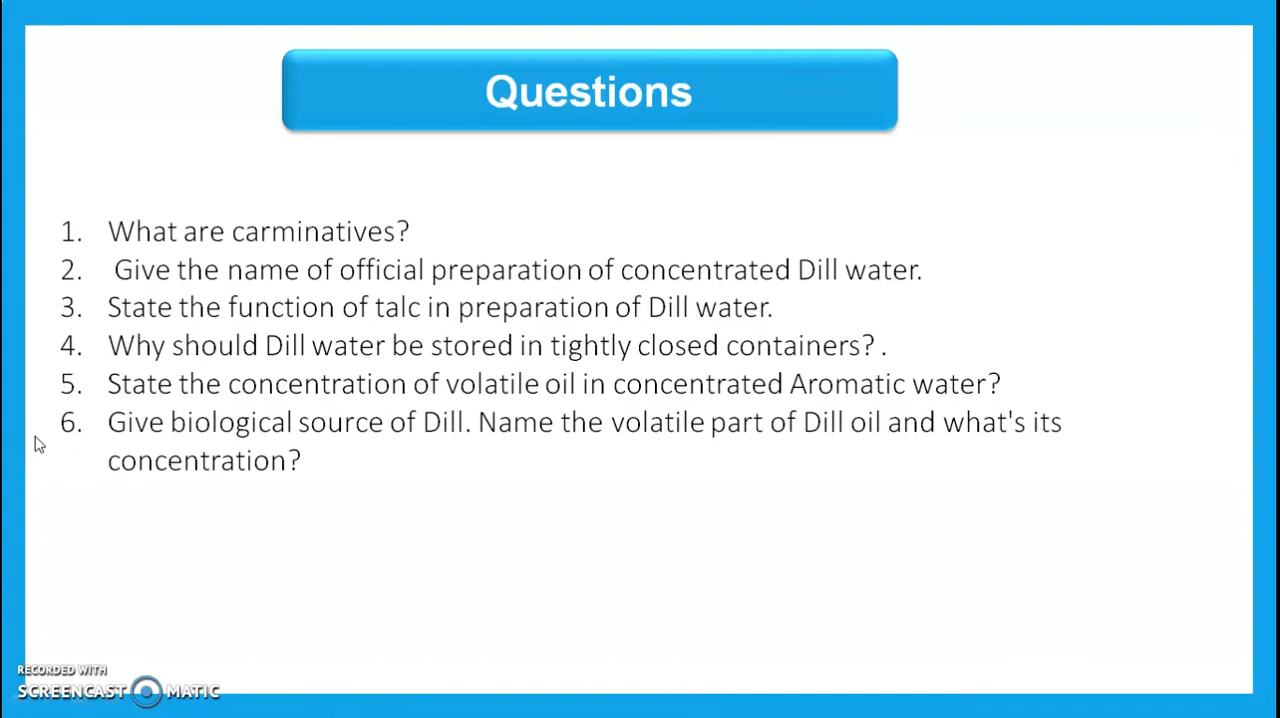 Questions
1. What are carminatives?
2. Give the name of official preparation of concentrated Dill water.
3. State the function of talc in preparation of Dill water.
4. Why should Dill water be stored in tightly closed containers? .
5. State the concentration of volatile oil in concentrated Aromatic water?
6. Give biological source of Dill. Name the volatile part of Dill oil and what's its
concentration?
RECORDED WITH
SCREENCAST MATIC